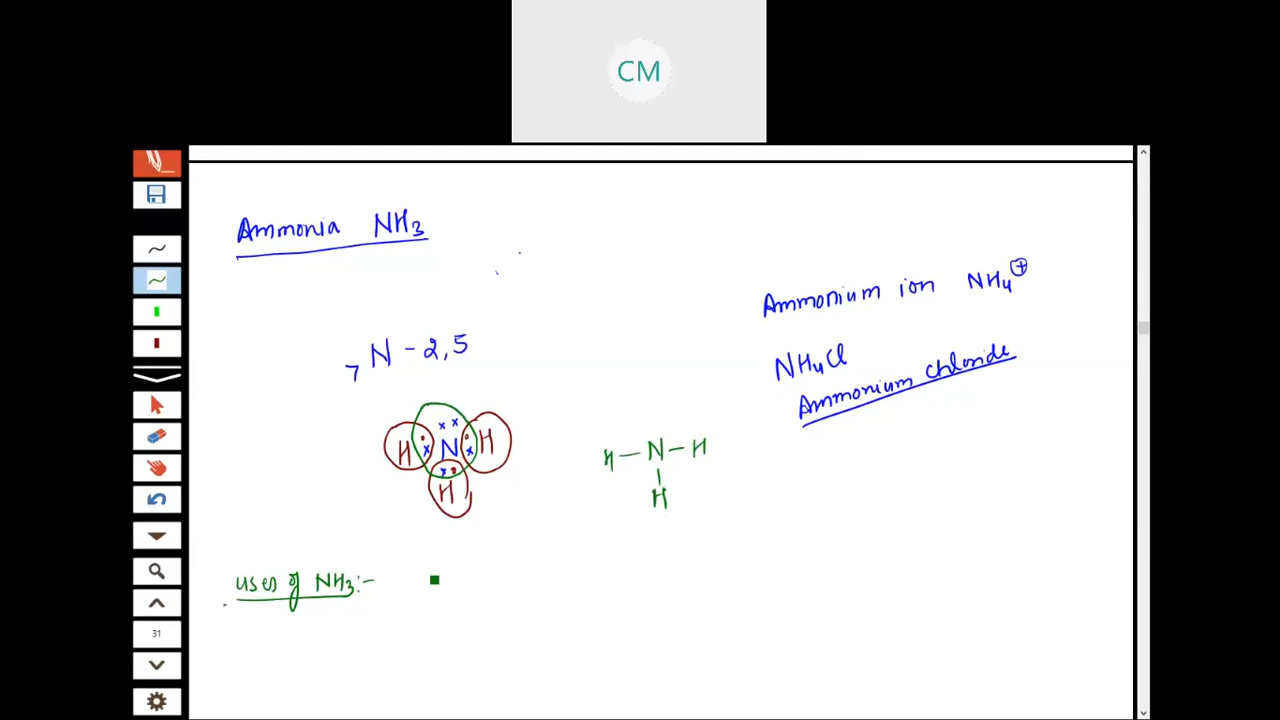 CM
Ammonia NH3
Ammonium ion NH4⊕
7N - 2,5
NH4Cl
Ammonium chloride
H N H
H
H — N — H
H
uses of NH3:-
31